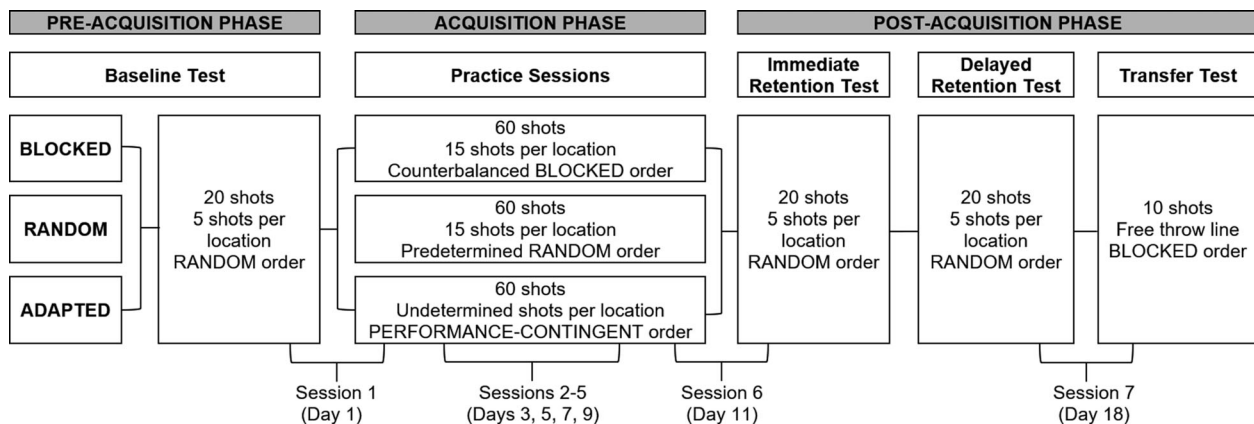 PRE-ACQUISITION PHASE
ACQUISITION PHASE
POST-ACQUISITION PHASE
Baseline Test
Practice Sessions
Immediate
Retention Test
Delayed
Retention Test
Transfer Test
BLOCKED
RANDOM
ADAPTED
20 shots
5 shots per
location
RANDOM order
60 shots
15 shots per location
Counterbalanced BLOCKED order
60 shots
15 shots per location
Predetermined RANDOM order
60 shots
Undetermined shots per location
PERFORMANCE-CONTINGENT order
20 shots
5 shots per
location
RANDOM order
20 shots
5 shots per
location
RANDOM order
10 shots
Free throw line
BLOCKED order
Session 1
(Day 1)
Sessions 2-5
(Days 3, 5, 7, 9)
Session 6
(Day 11)
Session 7
(Day 18)